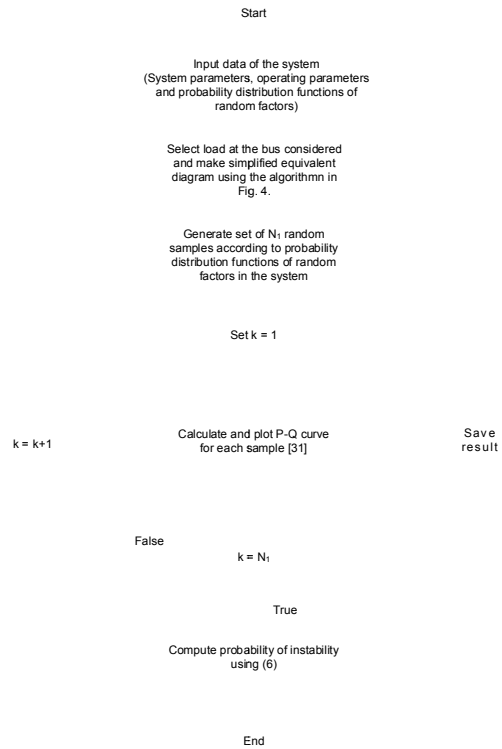 Start
Input data of the system
(System parameters, operating parameters
and probability distribution functions of
random factors)
Select load at the bus considered
and make simplified equivalent
diagram using the algorithmn in
Fig. 4.
Generate set of N₁ random
samples according to probability
distribution functions of random
factors in the system
Set k = 1
k = k+1
Calculate and plot P-Q curve
for each sample [31]
Save
result
False
k = N₁
True
Compute probability of instability
using (6)
End